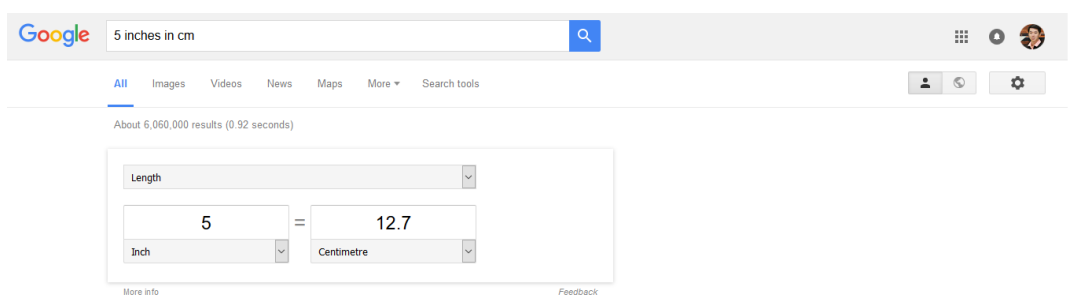 Google 5 inches in cm
All Images Videos News Maps More Search tools
About 6,060,000 results (0.92 seconds)
Length
5 = 12.7
Inch Centimetre
More info Feedback